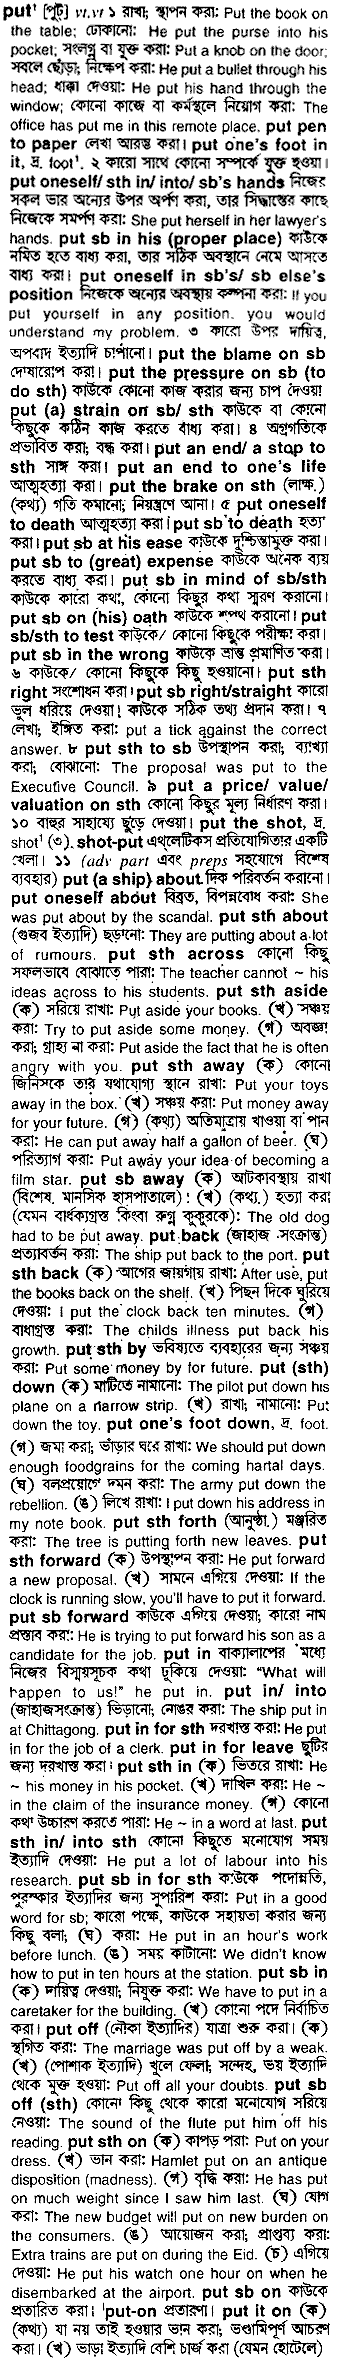 put¹ [পুট্] vt,vi ১ রাখা; স্থাপন করা: Put the book on
the table; ঢোকানো: He put the purse into his
pocket; সংলগ্ন বা যুক্ত করা: Put a knob on the door;
সবলে ছোঁড়া; নিক্ষেপ করা: He put a bullet through his
head; ধাক্কা দেওয়া: He put his hand through the
window; কোনো কাজে বা কর্মস্থলে নিয়োগ করা: The
office has put me in this remote place. put pen
to paper লেখা আরম্ভ করা। put one's foot in
it, দ্র. foot¹. ২ কারো সাথে কোনো সম্পর্কে যুক্ত হওয়া।
put oneself/ sth in/ into/ sb's hands নিজের
সকল ভার অন্যের উপর অর্পণ করা, তার সিদ্ধান্তের কাছে
নিজেকে সমর্পণ করা: She put herself in her lawyer's
hands. put sb in his (proper place) কাউকে
নমিত হতে বাধ্য করা, তার সঠিক অবস্থানে নেমে আসতে
বাধ্য করা। put oneself in sb's/ sb else's
position নিজেকে অন্যের অবস্থায় কল্পনা করা: If you
put yourself in any position. you would
understand my problem. ৩ কারো উপর দায়িত্ব,
অপবাদ ইত্যাদি চাপানো। put the blame on sb
দোষারোপ করা। put the pressure on sb (to
do sth) কাউকে কোনো কাজ করার জন্য চাপ দেওয়া
put (a) strain on sb/ sth কাউকে বা কোনো
কিছুকে কঠিন কাজ করতে বাধ্য করা। ৪ অগ্রগতিকে
প্রভাবিত করা; বন্ধ করা। put an end/ a stop to
sth সাঙ্গ করা। put an end to one's life
আত্মহত্যা করা। put the brake on sth (লাক্ষ.)
(কথ্য) গতি কমানো; নিয়ন্ত্রণে আনা। ৫ put oneself
to death আত্মহত্যা করা। put sb to death হত্যা
করা। put sb at his ease কাউকে দুশ্চিন্তামুক্ত করা।
put sb to (great) expense কাউকে অনেক ব্যয়
করতে বাধ্য করা। put sb in mind of sb/sth
কাউকে কারো কথা, কোনো কিছুর কথা স্মরণ করানো।
put sb on (his) oath কাউকে শপথ করানো। put
sb/sth to test কাউকে/ কোনো কিছুকে পরীক্ষা করা।
put sb in the wrong কাউকে ভ্রান্ত প্রমাণিত করা।
৬ কাউকে/ কোনো কিছুকে কিছু হওয়ানো। put sth
right সংশোধন করা। put sb right/straight কারো
ভুল ধরিয়ে দেওয়া। কাউকে সঠিক তথ্য প্রদান করা। ৭
লেখা; ইঙ্গিত করা: put a tick against the correct
answer. ৮ put sth to sb উপস্থাপন করা; ব্যাখ্যা
করা; বোঝানো: The proposal was put to the
Executive Council. ৯ put a price/ value/
valuation on sth কোনো কিছুর মূল্য নির্ধারণ করা।
১০ বাহুর সাহায্যে ছুড়ে দেওয়া। put the shot, দ্র.
shot¹ (৩). shot-put এথ্‌লেটিকস প্রতিযোগিতার একটি
খেলা। ১১ (adv part এবং preps সহযোগে বিশেষ
ব্যবহার) put (a ship) about দিক পরিবর্তন করানো।
put oneself about বিব্রত, বিপন্নবোধ করা: She
was put about by the scandal. put sth about
(গুজব ইত্যাদি) ছড়ানো: They are putting about a lot
of rumours. put sth across কোনো কিছু
সফলভাবে বোঝাতে পারা: The teacher cannot ~ his
ideas across to his students. put sth aside
(ক) সরিয়ে রাখা: Put aside your books. (খ) সঞ্চয়
করা: Try to put aside some money. (গ) অবজ্ঞা
করা; গ্রাহ্য না করা: Put aside the fact that he is often
angry with you. put sth away (ক) কোনো
জিনিসকে তার যথাযোগ্য স্থানে রাখা: Put your toys
away in the box. (খ) সঞ্চয় করা: Put money away
for your future. (গ) (কথ্য) অতিমাত্রায় খাওয়া বা পান
করা: He can put away half a gallon of beer. (ঘ)
পরিত্যাগ করা: Put away your idea of becoming a
film star. put sb away (ক) আটকাবস্থায় রাখা
(বিশেষ. মানসিক হাসপাতালে)। (খ) (কথ্য.) হত্যা করা
(যেমন বার্ধক্যগ্রস্ত কিংবা রুগ্ন কুকুরকে): The old dog
had to be put away. put back (জাহাজ সংক্রান্ত)
প্রত্যাবর্তন করা: The ship put back to the port. put
sth back (ক) আগের জায়গায় রাখা: After use, put
the books back on the shelf. (খ) পিছন দিকে ঘুরিয়ে
দেওয়া: I put the clock back ten minutes. (গ)
বাধাগ্রস্ত করা: The childs illness put back his
growth. put sth by ভবিষ্যতে ব্যবহারের জন্য সঞ্চয়
করা: Put some money by for future. put (sth)
down (ক) মাটিতে নামানো: The pilot put down his
plane on a narrow strip. (খ) রাখা; নামানো: Put
down the toy. put one's foot down, দ্র. foot.
(গ) জমা করা; ভাঁড়ার ঘরে রাখা: We should put down
enough foodgrains for the coming hartal days.
(ঘ) বলপ্রয়োগে দমন করা: The army put down the
rebellion. (ঙ) লিখে রাখা: I put down his address in
my note book. put sth forth (আনুষ্ঠা.) মঞ্জরিত
করা: The tree is putting forth new leaves. put
sth forward (ক) উপস্থাপন করা: He put forward
a new proposal. (খ) সামনে এগিয়ে দেওয়া: If the
clock is running slow, you'll have to put it forward.
put sb forward কাউকে এগিয়ে দেওয়া; কারো নাম
প্রস্তাব করা: He is trying to put forward his son as a
candidate for the job. put in বাক্যালাপের মধ্যে
নিজের বিস্ময়সূচক কথা ঢুকিয়ে দেওয়া: "What will
happen to us!" he put in. put in/ into
(জাহাজসংক্রান্ত) ভিড়ানো; নোঙর করা: The ship put in
at Chittagong. put in for sth দরখাস্ত করা: He put
in for the job of a clerk. put in for leave ছুটির
জন্য দরখাস্ত করা। put sth in (ক) ভিতরে রাখা: He
~ his money in his pocket. (খ) দাখিল করা: He ~
in the claim of the insurance money. (গ) কোনো
কথা উচ্চারণ করতে পারা: He ~ in a word at last. put
sth in/ into sth কোনো কিছুতে মনোযোগ সময়
ইত্যাদি দেওয়া: He put a lot of labour into his
research. put sb in for sth কাউকে পদোন্নতি,
পুরস্কার ইত্যাদির জন্য সুপারিশ করা: Put in a good
word for sb; কারো পক্ষে, কাউকে সহায়তা করার জন্য
কিছু বলা; (ঘ) করা: He put in an hour's work
before lunch. (ঙ) সময় কাটানো: We didn't know
how to put in ten hours at the station. put sb in
(ক) দায়িত্ব দেওয়া; নিযুক্ত করা: We have to put in a
caretaker for the building. (খ) কোনো পদে নির্বাচিত
করা। put off (নৌকা ইত্যাদির) যাত্রা শুরু করা। (ক)
স্থগিত করা: The marriage was put off by a weak.
(খ) (পোশাক ইত্যাদি) খুলে ফেলা; সন্দেহ, ভয় ইত্যাদি
থেকে মুক্ত হওয়া: Put off all your doubts. put sb
off (sth) কোনো কিছু থেকে কারো মনোযোগ সরিয়ে
নেওয়া: The sound of the flute put him off his
reading. put sth on (ক) কাপড় পরা: Put on your
dress. (খ) ভান করা: Hamlet put on an antique
disposition (madness). (গ) বৃদ্ধি করা: He has put
on much weight since I saw him last. (ঘ) যোগ
করা: The new budget will put on new burden on
the consumers. (ঙ) আয়োজন করা; প্রাপ্তব্য করা:
Extra trains are put on during the Eid. (চ) এগিয়ে
দেওয়া: He put his watch one hour on when he
disembarked at the airport. put sb on কাউকে
প্রতারিত করা। 'put-on প্রতারণা। put it on (ক)
(কথ্য) যা নয় তাই হওয়ার ভান করা; ভণ্ডামিপূর্ণ আচরণ
করা। (খ) ভাড়া ইত্যাদি বেশি চার্জ করা (যেমন হোটেলে)